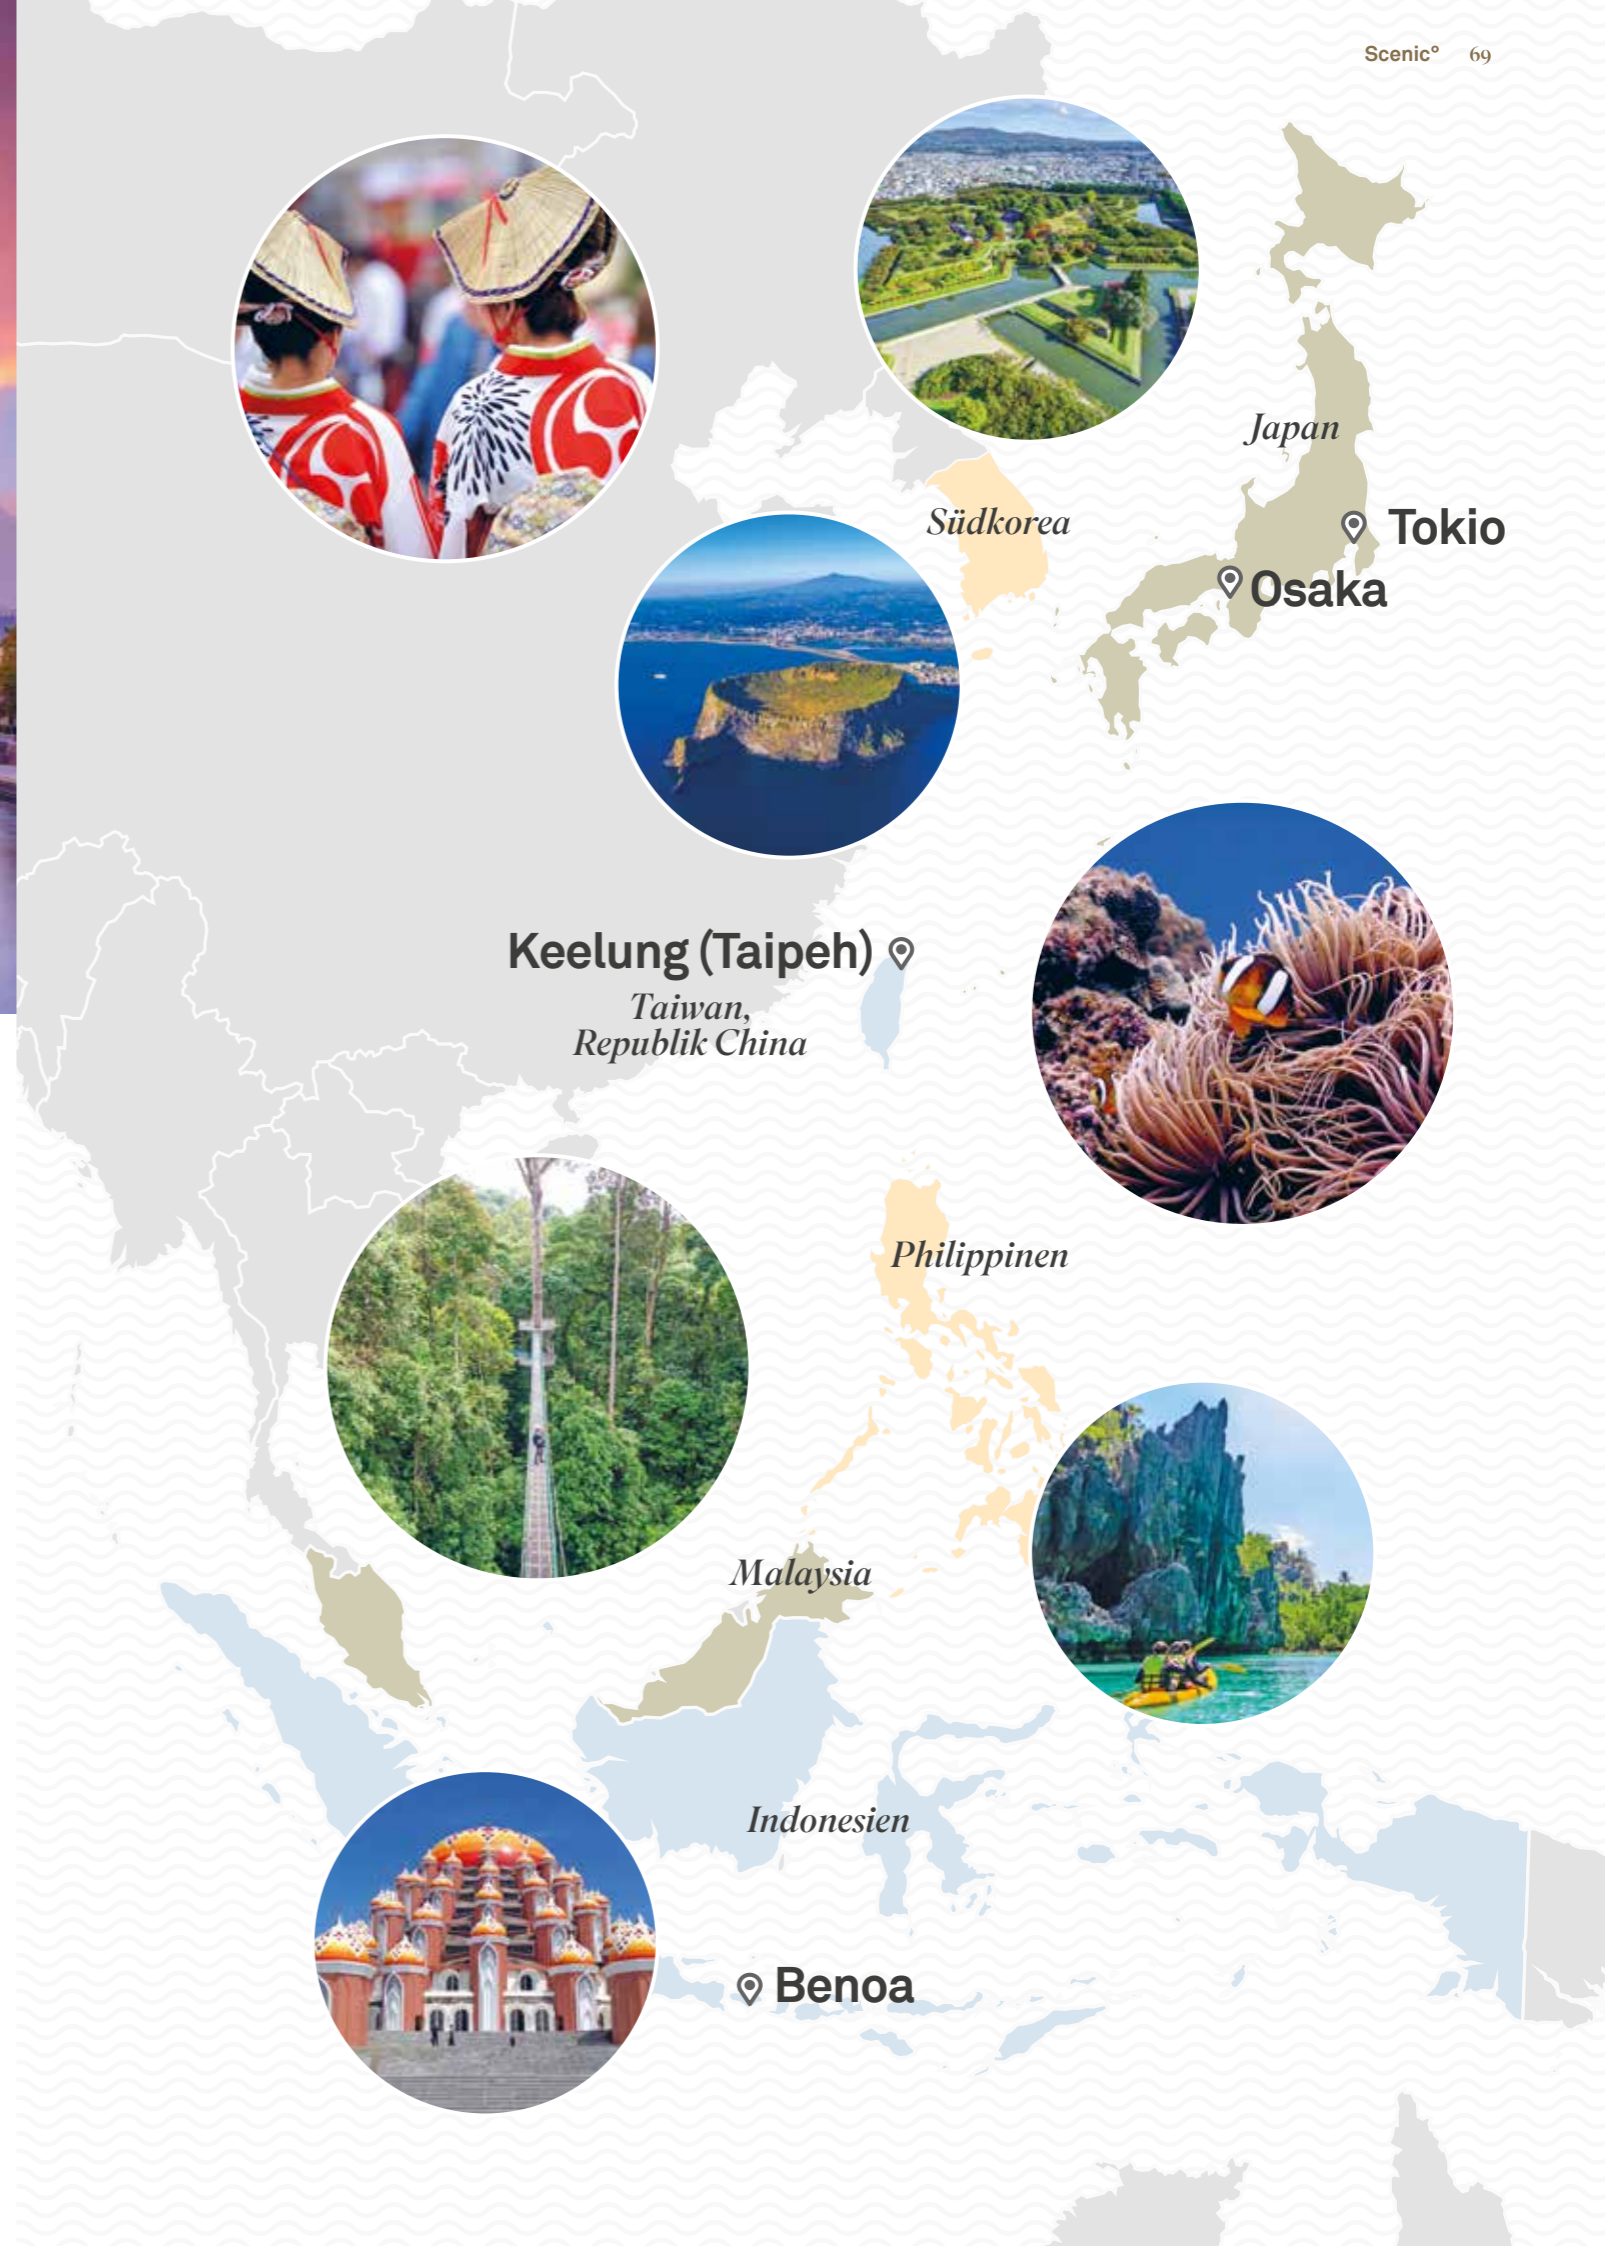 Scenic° 69
Japan
Südkorea
Tokio
Osaka
Keelung (Taipeh)
Taiwan,
Republik China
Philippinen
Malaysia
Indonesien
Benoa